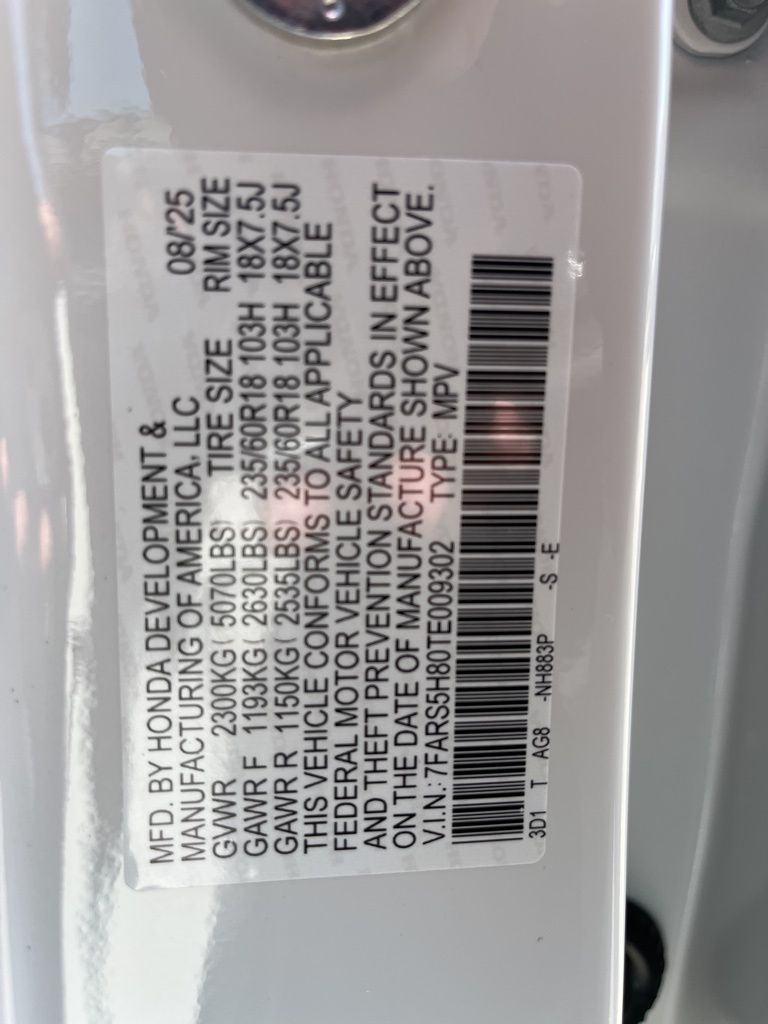 MFD. BY HONDA DEVELOPMENT &
MANUFACTURING OF AMERICA, LLC 08/'25
GVWR 2300KG( 5070LBS) TIRE SIZE RIM SIZE
GAWR F 1193KG( 2630LBS) 235/60R18 103H 18X7.5J
GAWR R 1150KG( 2535LBS) 235/60R18 103H 18X7.5J
THIS VEHICLE CONFORMS TO ALL APPLICABLE
FEDERAL MOTOR VEHICLE SAFETY
AND THEFT PREVENTION STANDARDS IN EFFECT
ON THE DATE OF MANUFACTURE SHOWN ABOVE.
V.I.N.: 7FARS5H80TE009302 TYPE: MPV
3D1 T AG8 -NH883P -S -E